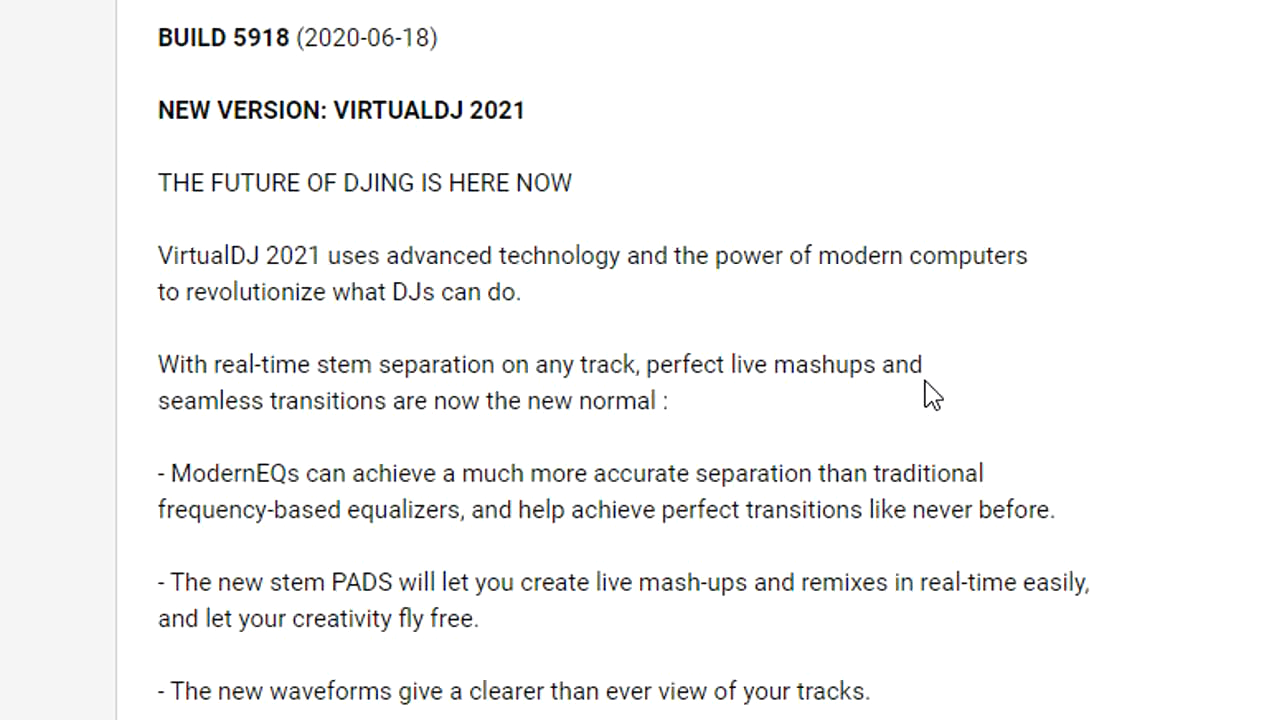 BUILD 5918 (2020-06-18)
NEW VERSION: VIRTUALDJ 2021
THE FUTURE OF DJING IS HERE NOW
VirtualDJ 2021 uses advanced technology and the power of modern computers
to revolutionize what DJs can do.
With real-time stem separation on any track, perfect live mashups and
seamless transitions are now the new normal :
- ModernEQs can achieve a much more accurate separation than traditional
frequency-based equalizers, and help achieve perfect transitions like never before.
- The new stem PADS will let you create live mash-ups and remixes in real-time easily,
and let your creativity fly free.
- The new waveforms give a clearer than ever view of your tracks.